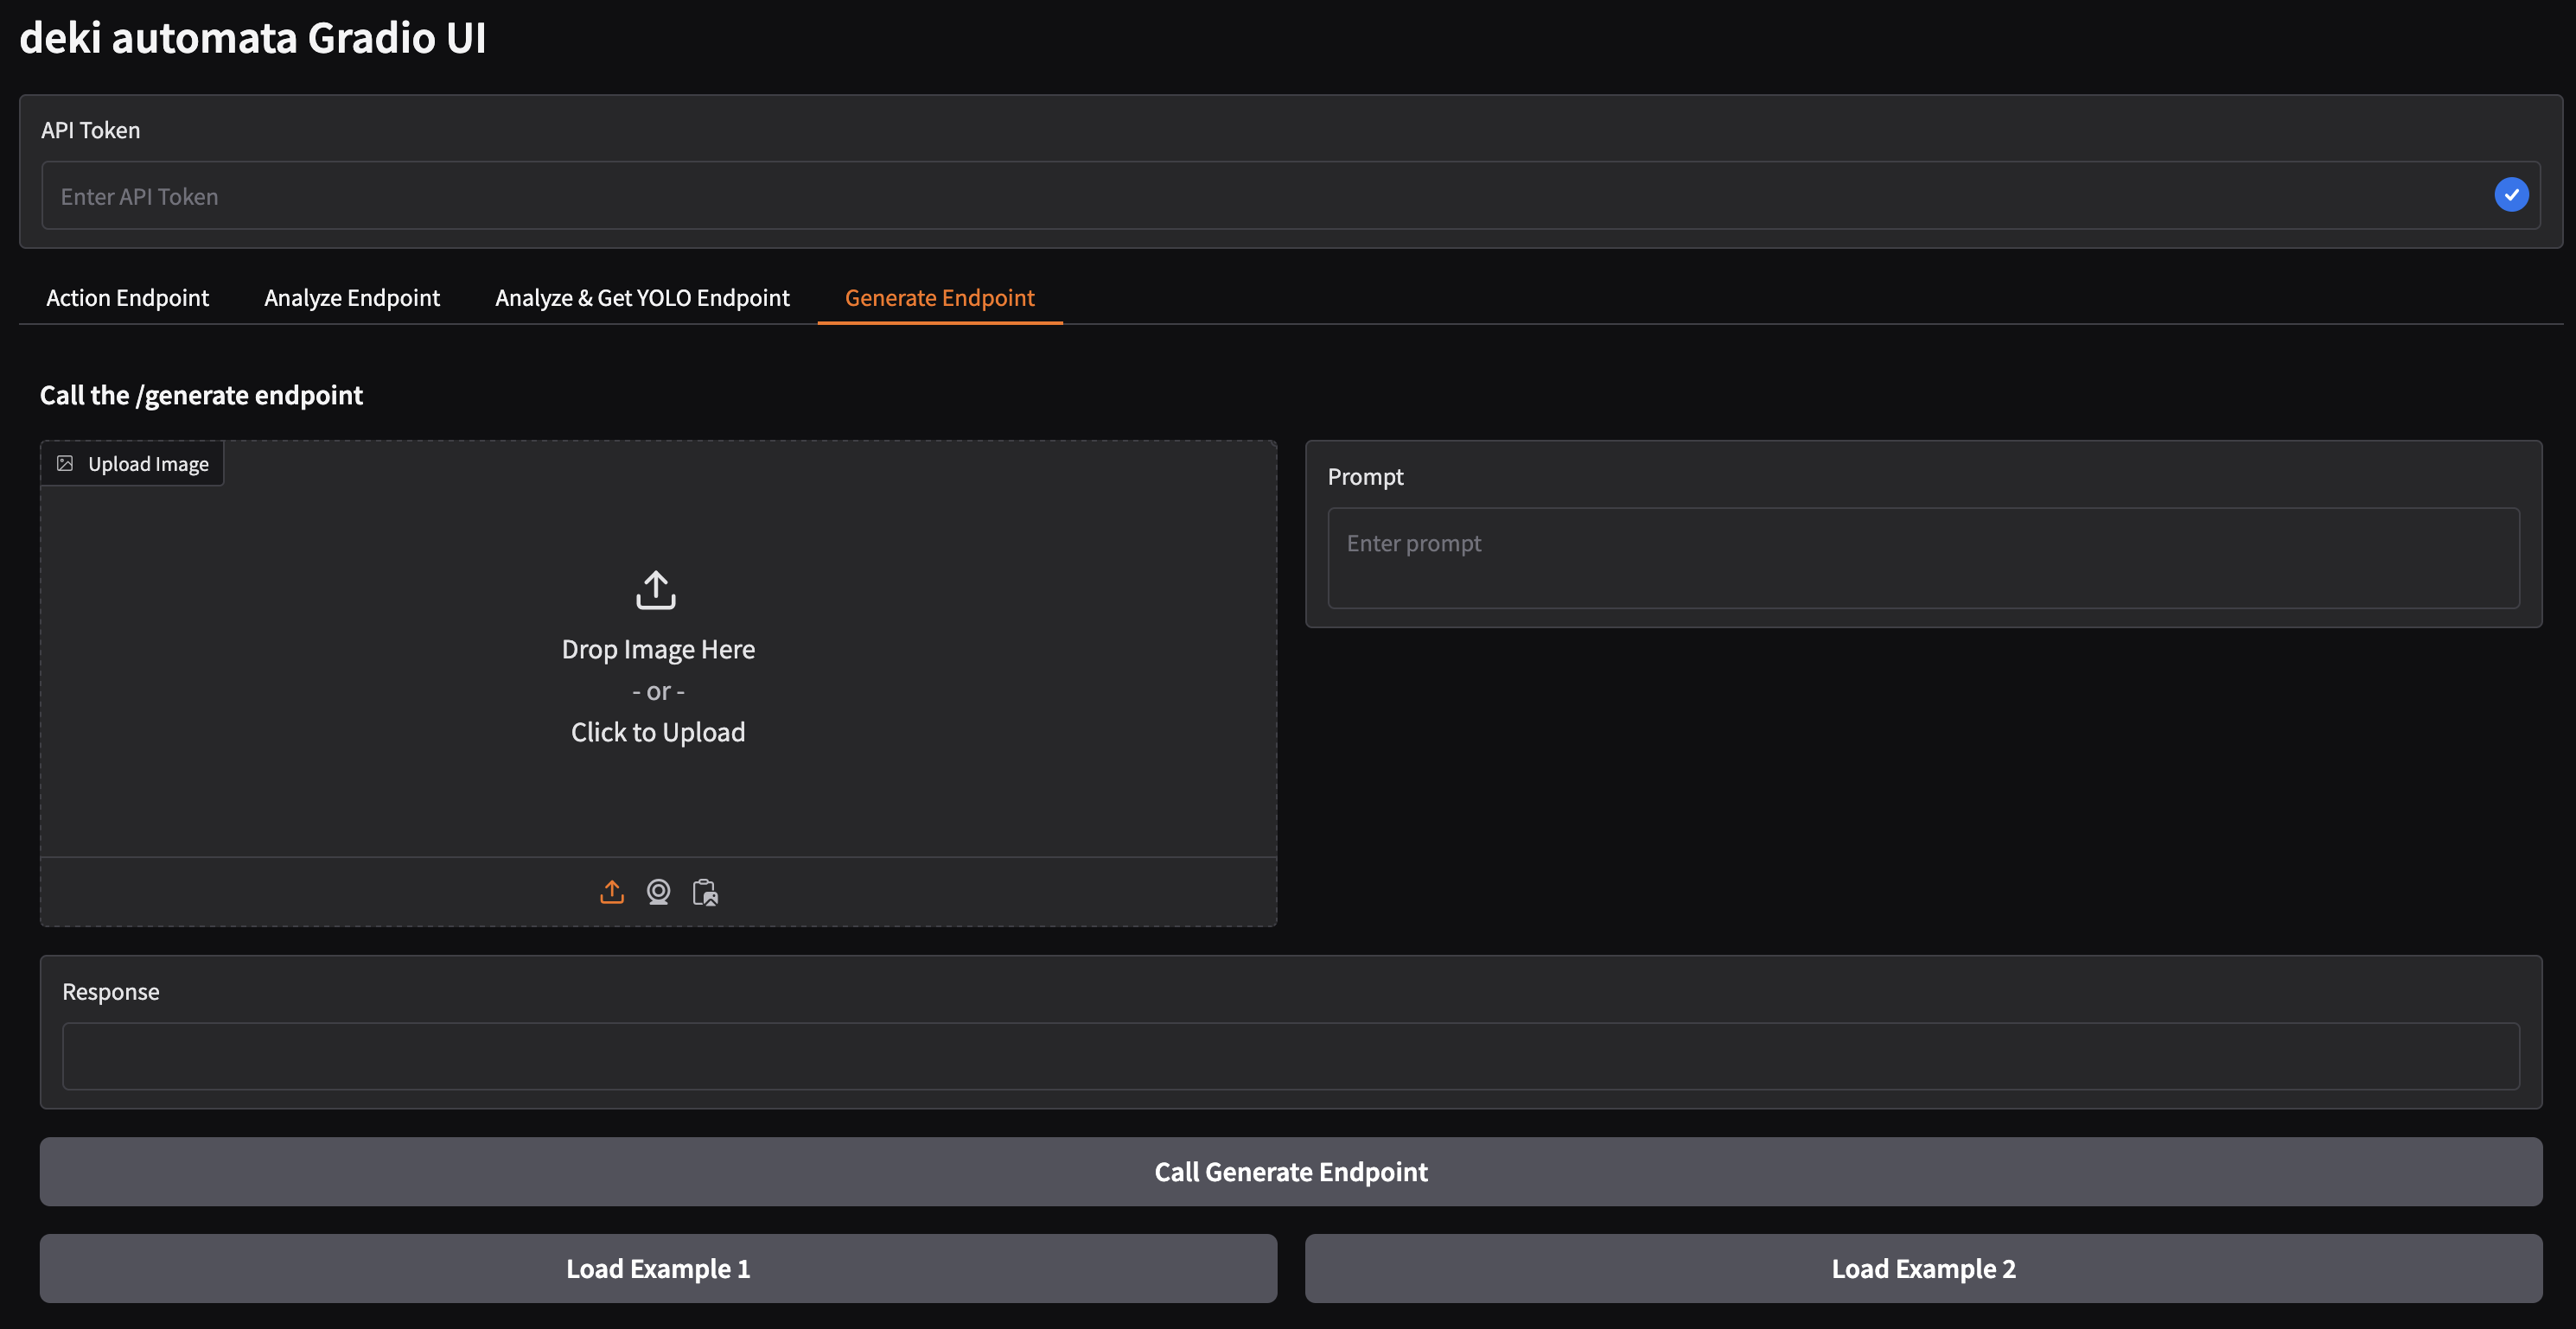 deki automata Gradio UI
API Token
Enter API Token
Action Endpoint
Analyze Endpoint
Analyze & Get YOLO Endpoint
Generate Endpoint
Call the /generate endpoint
Upload Image
Drop Image Here
- or -
Click to Upload
Prompt
Enter prompt
Response
Call Generate Endpoint
Load Example 1
Load Example 2